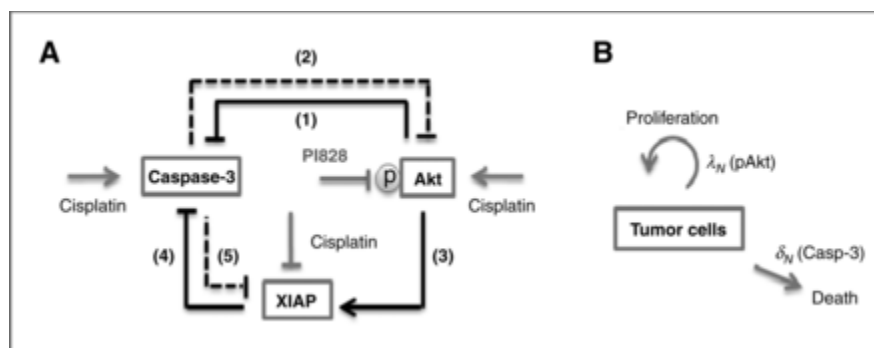 A
B
(2)
(1)
Proliferation
PI828
λN (pAkt)
Caspase-3
p
Akt
Cisplatin
Cisplatin
Tumor cells
Cisplatin
(4)
(5)
(3)
δN (Casp-3)
XIAP
Death